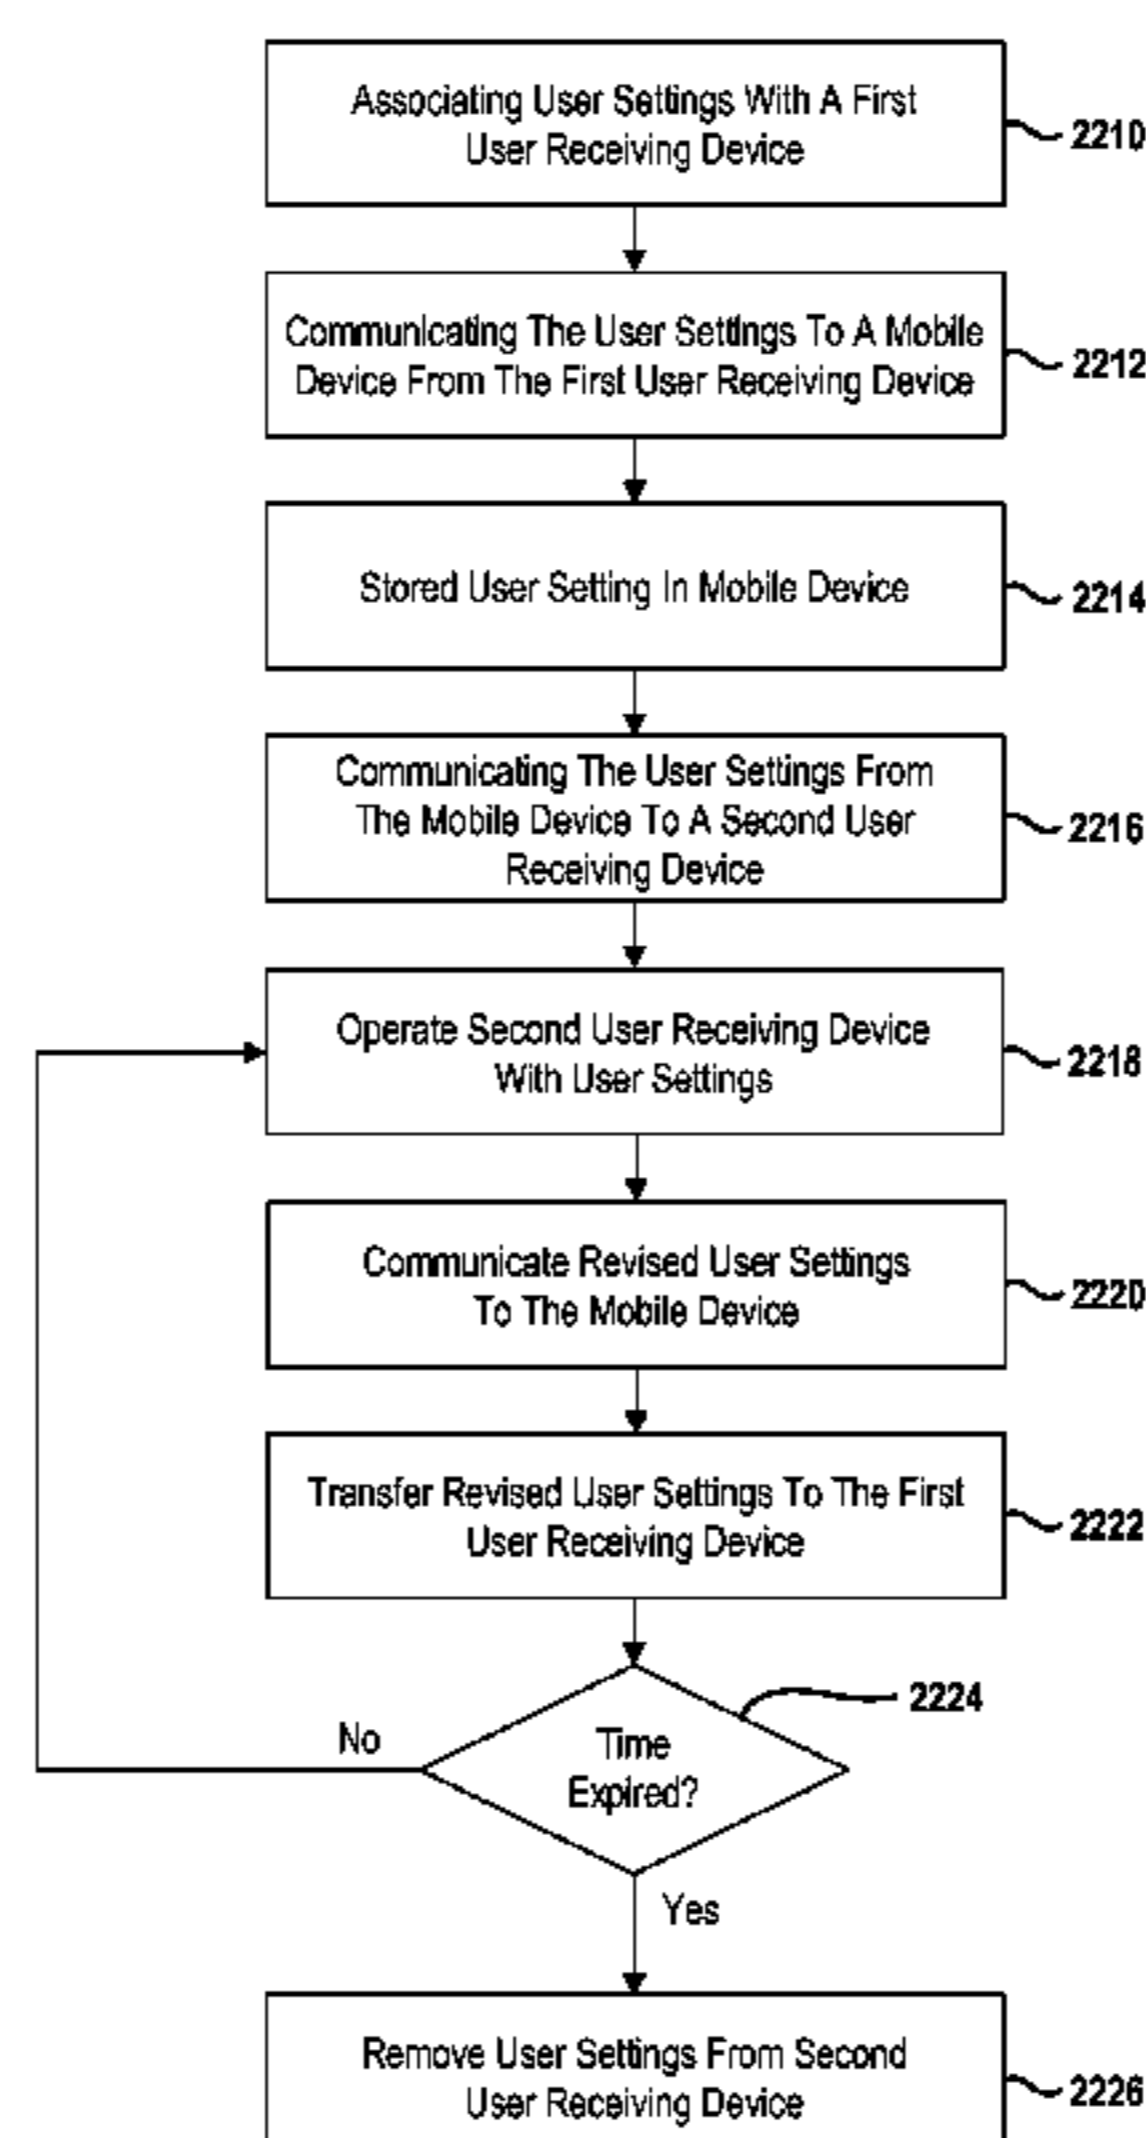 Associating User Settings With A First
User Receiving Device
2210
Communicating The User Settings To A Mobile
Device From The First User Receiving Device
2212
Stored User Setting In Mobile Device
2214
Communicating The User Settings From
The Mobile Device To A Second User
Receiving Device
2216
Operate Second User Receiving Device
With User Settings
2218
Communicate Revised User Settings
To The Mobile Device
2220
Transfer Revised User Settings To The First
User Receiving Device
2222
2224
No
Time
Expired?
Yes
Remove User Settings From Second
User Receiving Device
2226